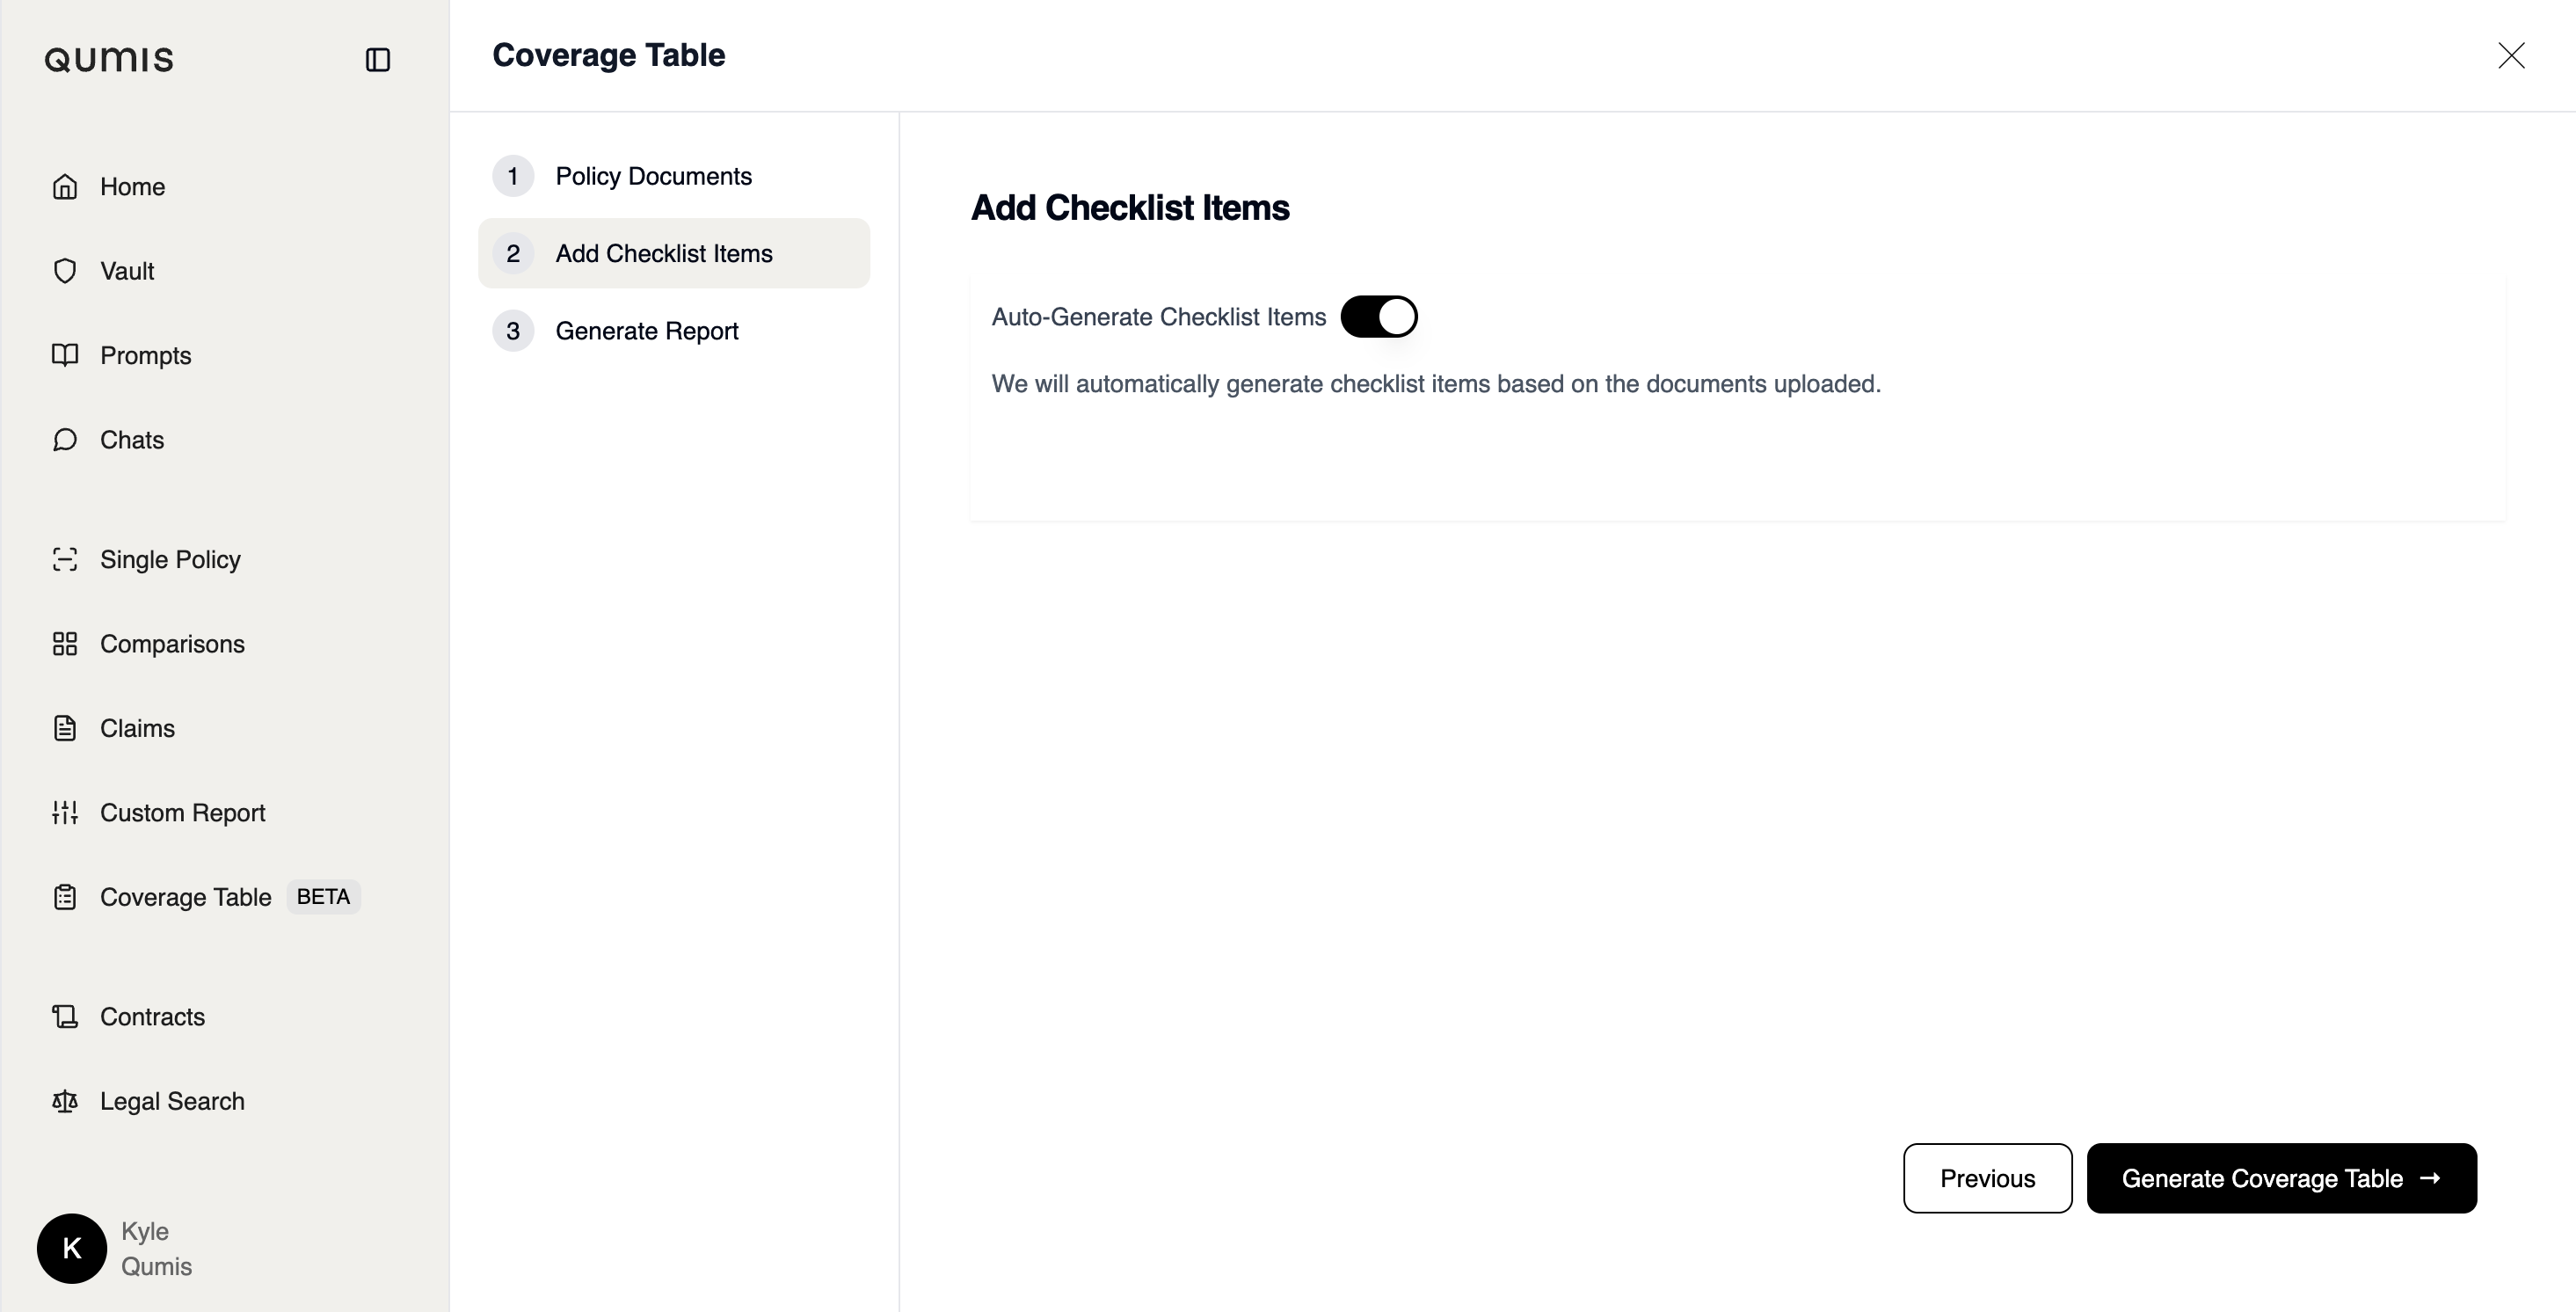 Qumis
Home
Vault
Prompts
Chats
Single Policy
Comparisons
Claims
Custom Report
Coverage Table BETA
Contracts
Legal Search
K
Kyle
Qumis
Coverage Table
1 Policy Documents
2 Add Checklist Items
3 Generate Report
Add Checklist Items
Auto-Generate Checklist Items
We will automatically generate checklist items based on the documents uploaded.
Previous
Generate Coverage Table →